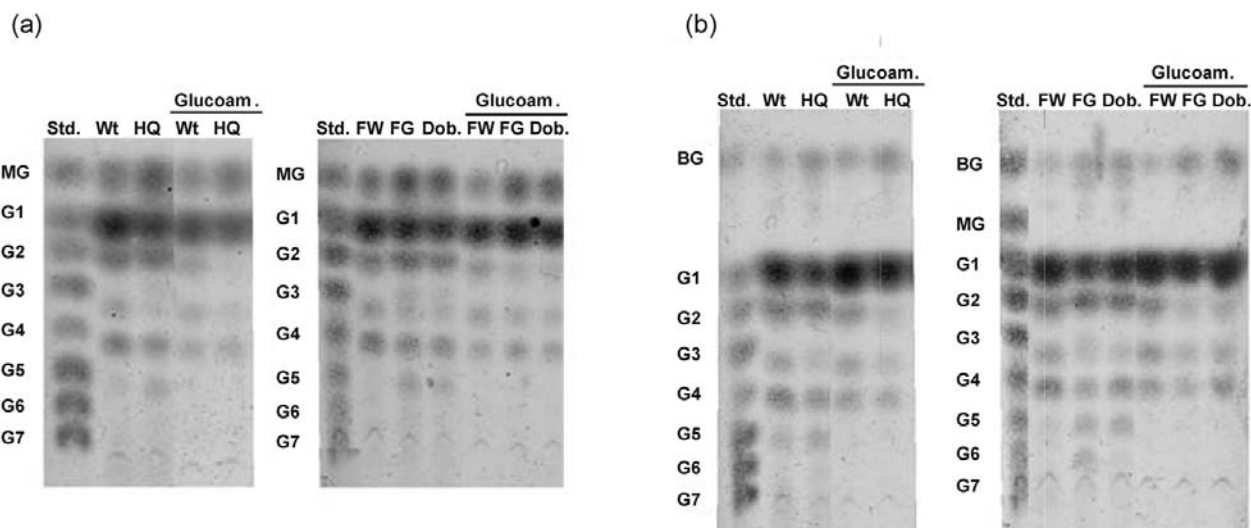 (a)
Glucoam.
Std. Wt HQ Wt HQ
MG
G1
G2
G3
G4
G5
G6
G7
Glucoam.
Std. FW FG Dob. FW FG Dob.
MG
G1
G2
G3
G4
G5
G6
G7
(b)
Glucoam.
Std. Wt HQ Wt HQ
BG
G1
G2
G3
G4
G5
G6
G7
Glucoam.
Std. FW FG Dob. FW FG Dob.
BG
MG
G1
G2
G3
G4
G5
G6
G7